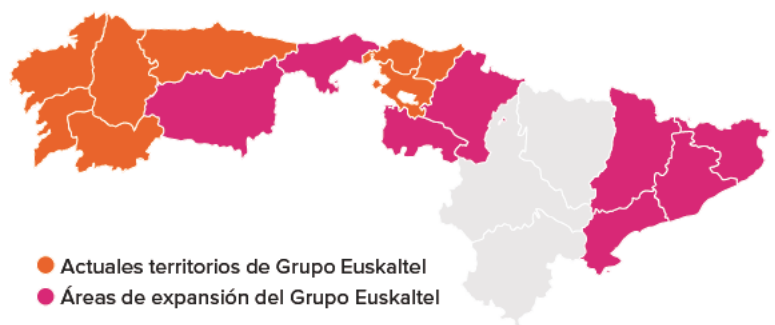 Actuales territorios de Grupo Euskaltel
Áreas de expansión del Grupo Euskaltel